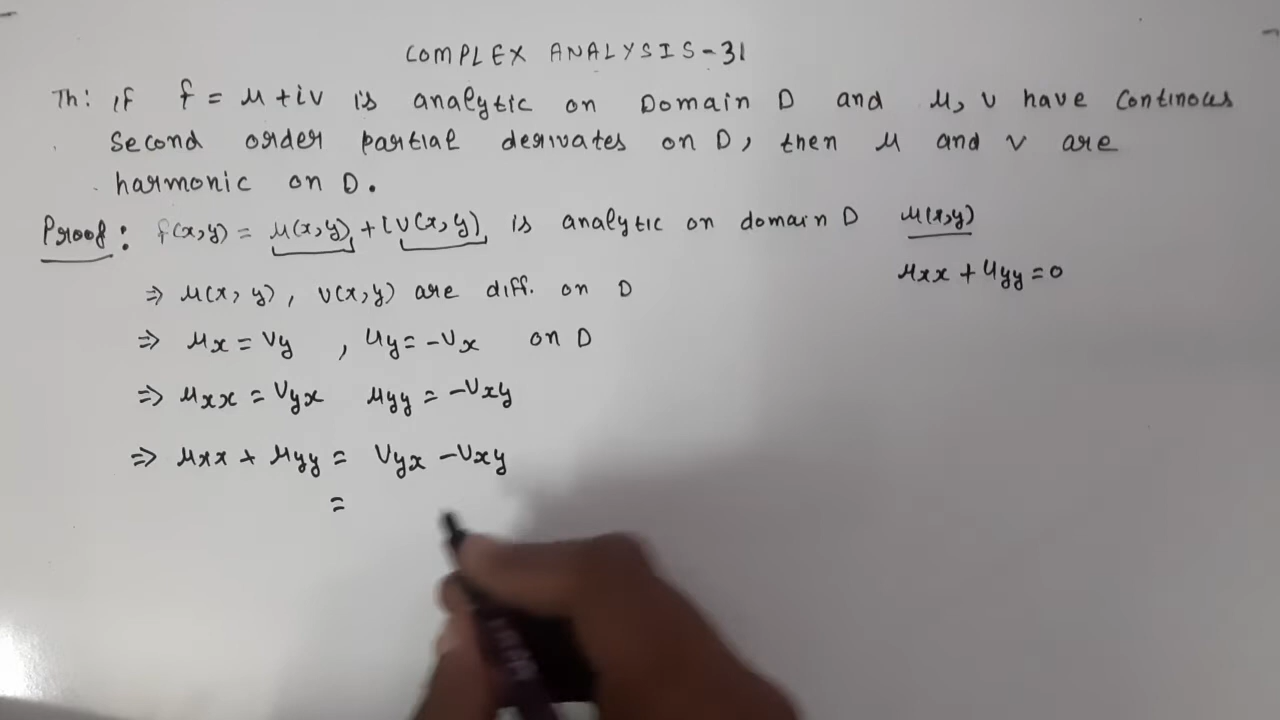 COMPLEX ANALYSIS-31
Th: if f = u + iv is analytic on Domain D and u, v have continous
second order partial derivates on D, then u and v are
harmonic on D.
Proof: f(x,y) = u(x,y) + iv(x,y) is analytic on domain D u(x,y)
uxx + uyy = 0
⇒ u(x,y), v(x,y) are diff. on D
⇒ ux = vy , uy = -vx on D
⇒ uxx = vyx uyy = -vxy
⇒ uxx + uyy = vyx - vxy
=